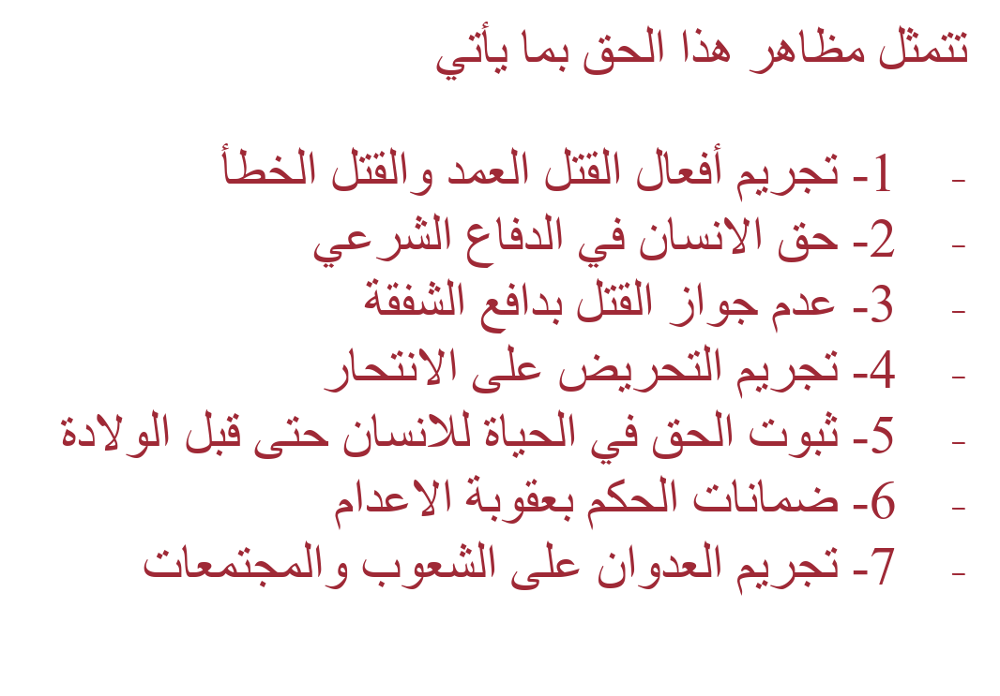 تتمثل مظاهر هذا الحق بما يأتي
- 1- تجريم أفعال القتل العمد والقتل الخطأ
- 2- حق الانسان في الدفاع الشرعي
- 3- عدم جواز القتل بدافع الشفقة
- 4- تجريم التحريض على الانتحار
- 5- ثبوت الحق في الحياة للانسان حتى قبل الولادة
- 6- ضمانات الحكم بعقوبة الاعدام
- 7- تجريم العدوان على الشعوب والمجتمعات